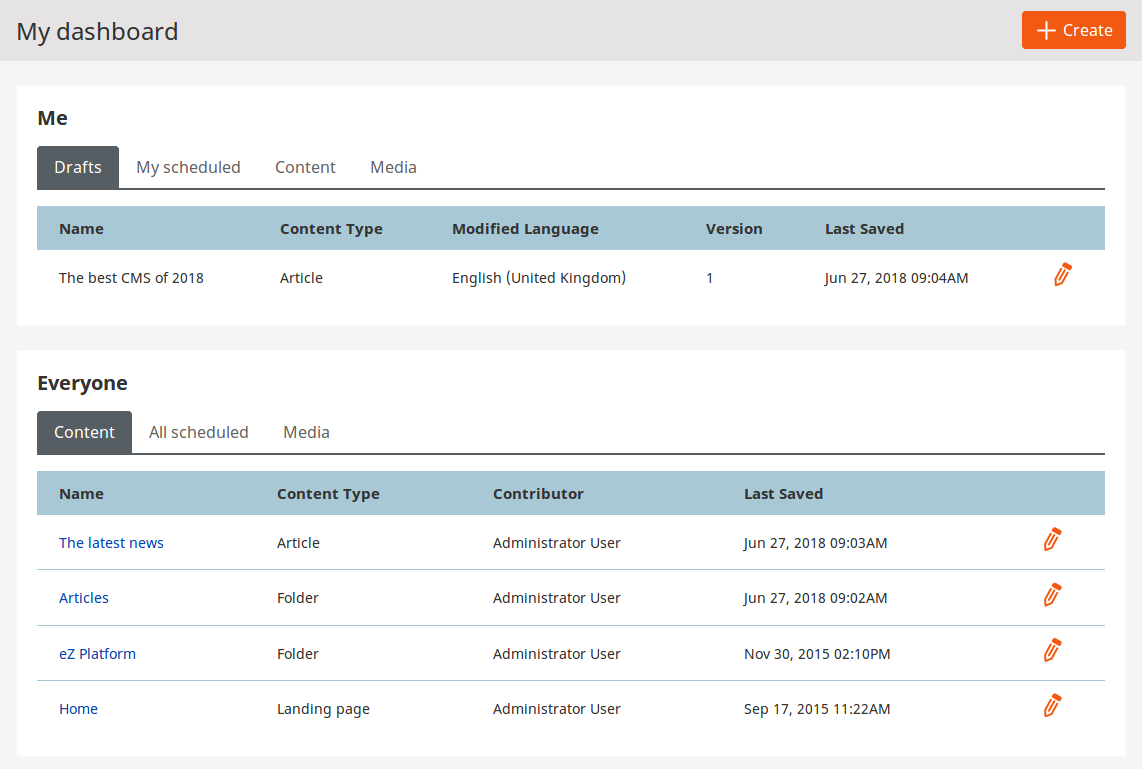 My dashboard
Create
Me
Drafts My scheduled Content Media
Name Content Type Modified Language Version Last Saved
The best CMS of 2018 Article English (United Kingdom) 1 Jun 27, 2018 09:04AM
Everyone
Content All scheduled Media
Name Content Type Contributor Last Saved
The latest news Article Administrator User Jun 27, 2018 09:03AM
Articles Folder Administrator User Jun 27, 2018 09:02AM
eZ Platform Folder Administrator User Nov 30, 2015 02:10PM
Home Landing page Administrator User Sep 17, 2015 11:22AM